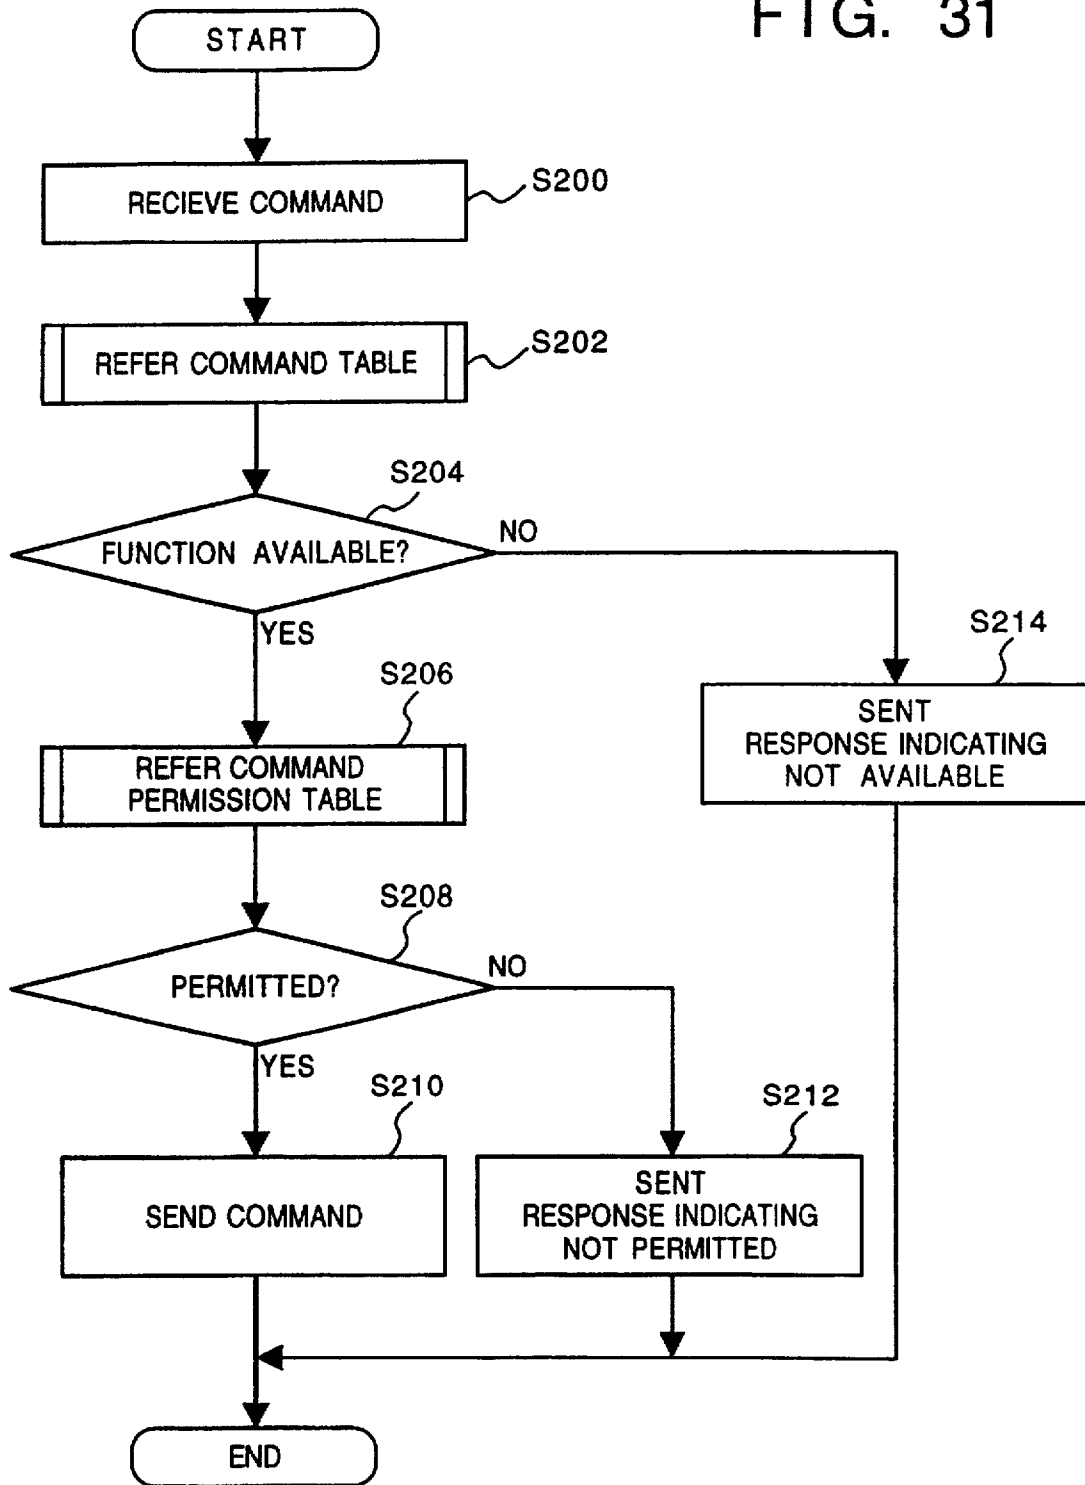 FIG. 31
START
RECIEVE COMMAND
S200
REFER COMMAND TABLE
S202
S204
FUNCTION AVAILABLE?
NO
YES
S214
SENT
RESPONSE INDICATING
NOT AVAILABLE
S206
REFER COMMAND
PERMISSION TABLE
S208
PERMITTED?
NO
YES
S210
SEND COMMAND
S212
SENT
RESPONSE INDICATING
NOT PERMITTED
END